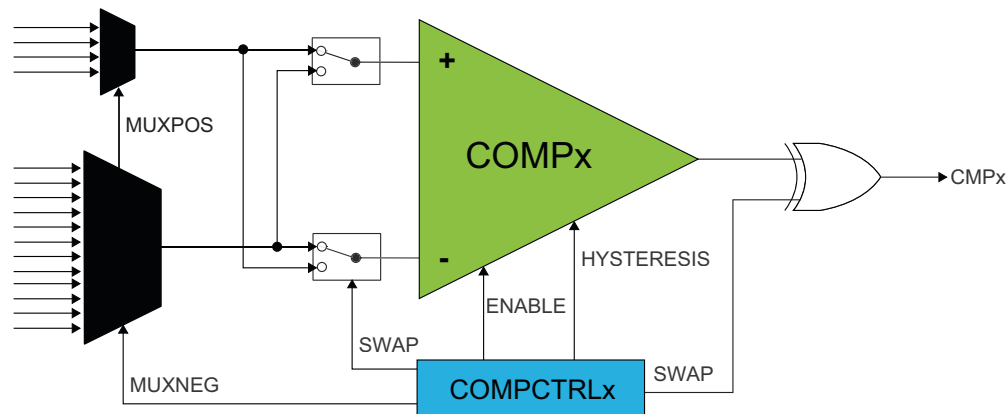 +
MUXPOS
COMPx
CMPx
-
HYSTERESIS
ENABLE
SWAP
SWAP
MUXNEG
COMPCTRLx